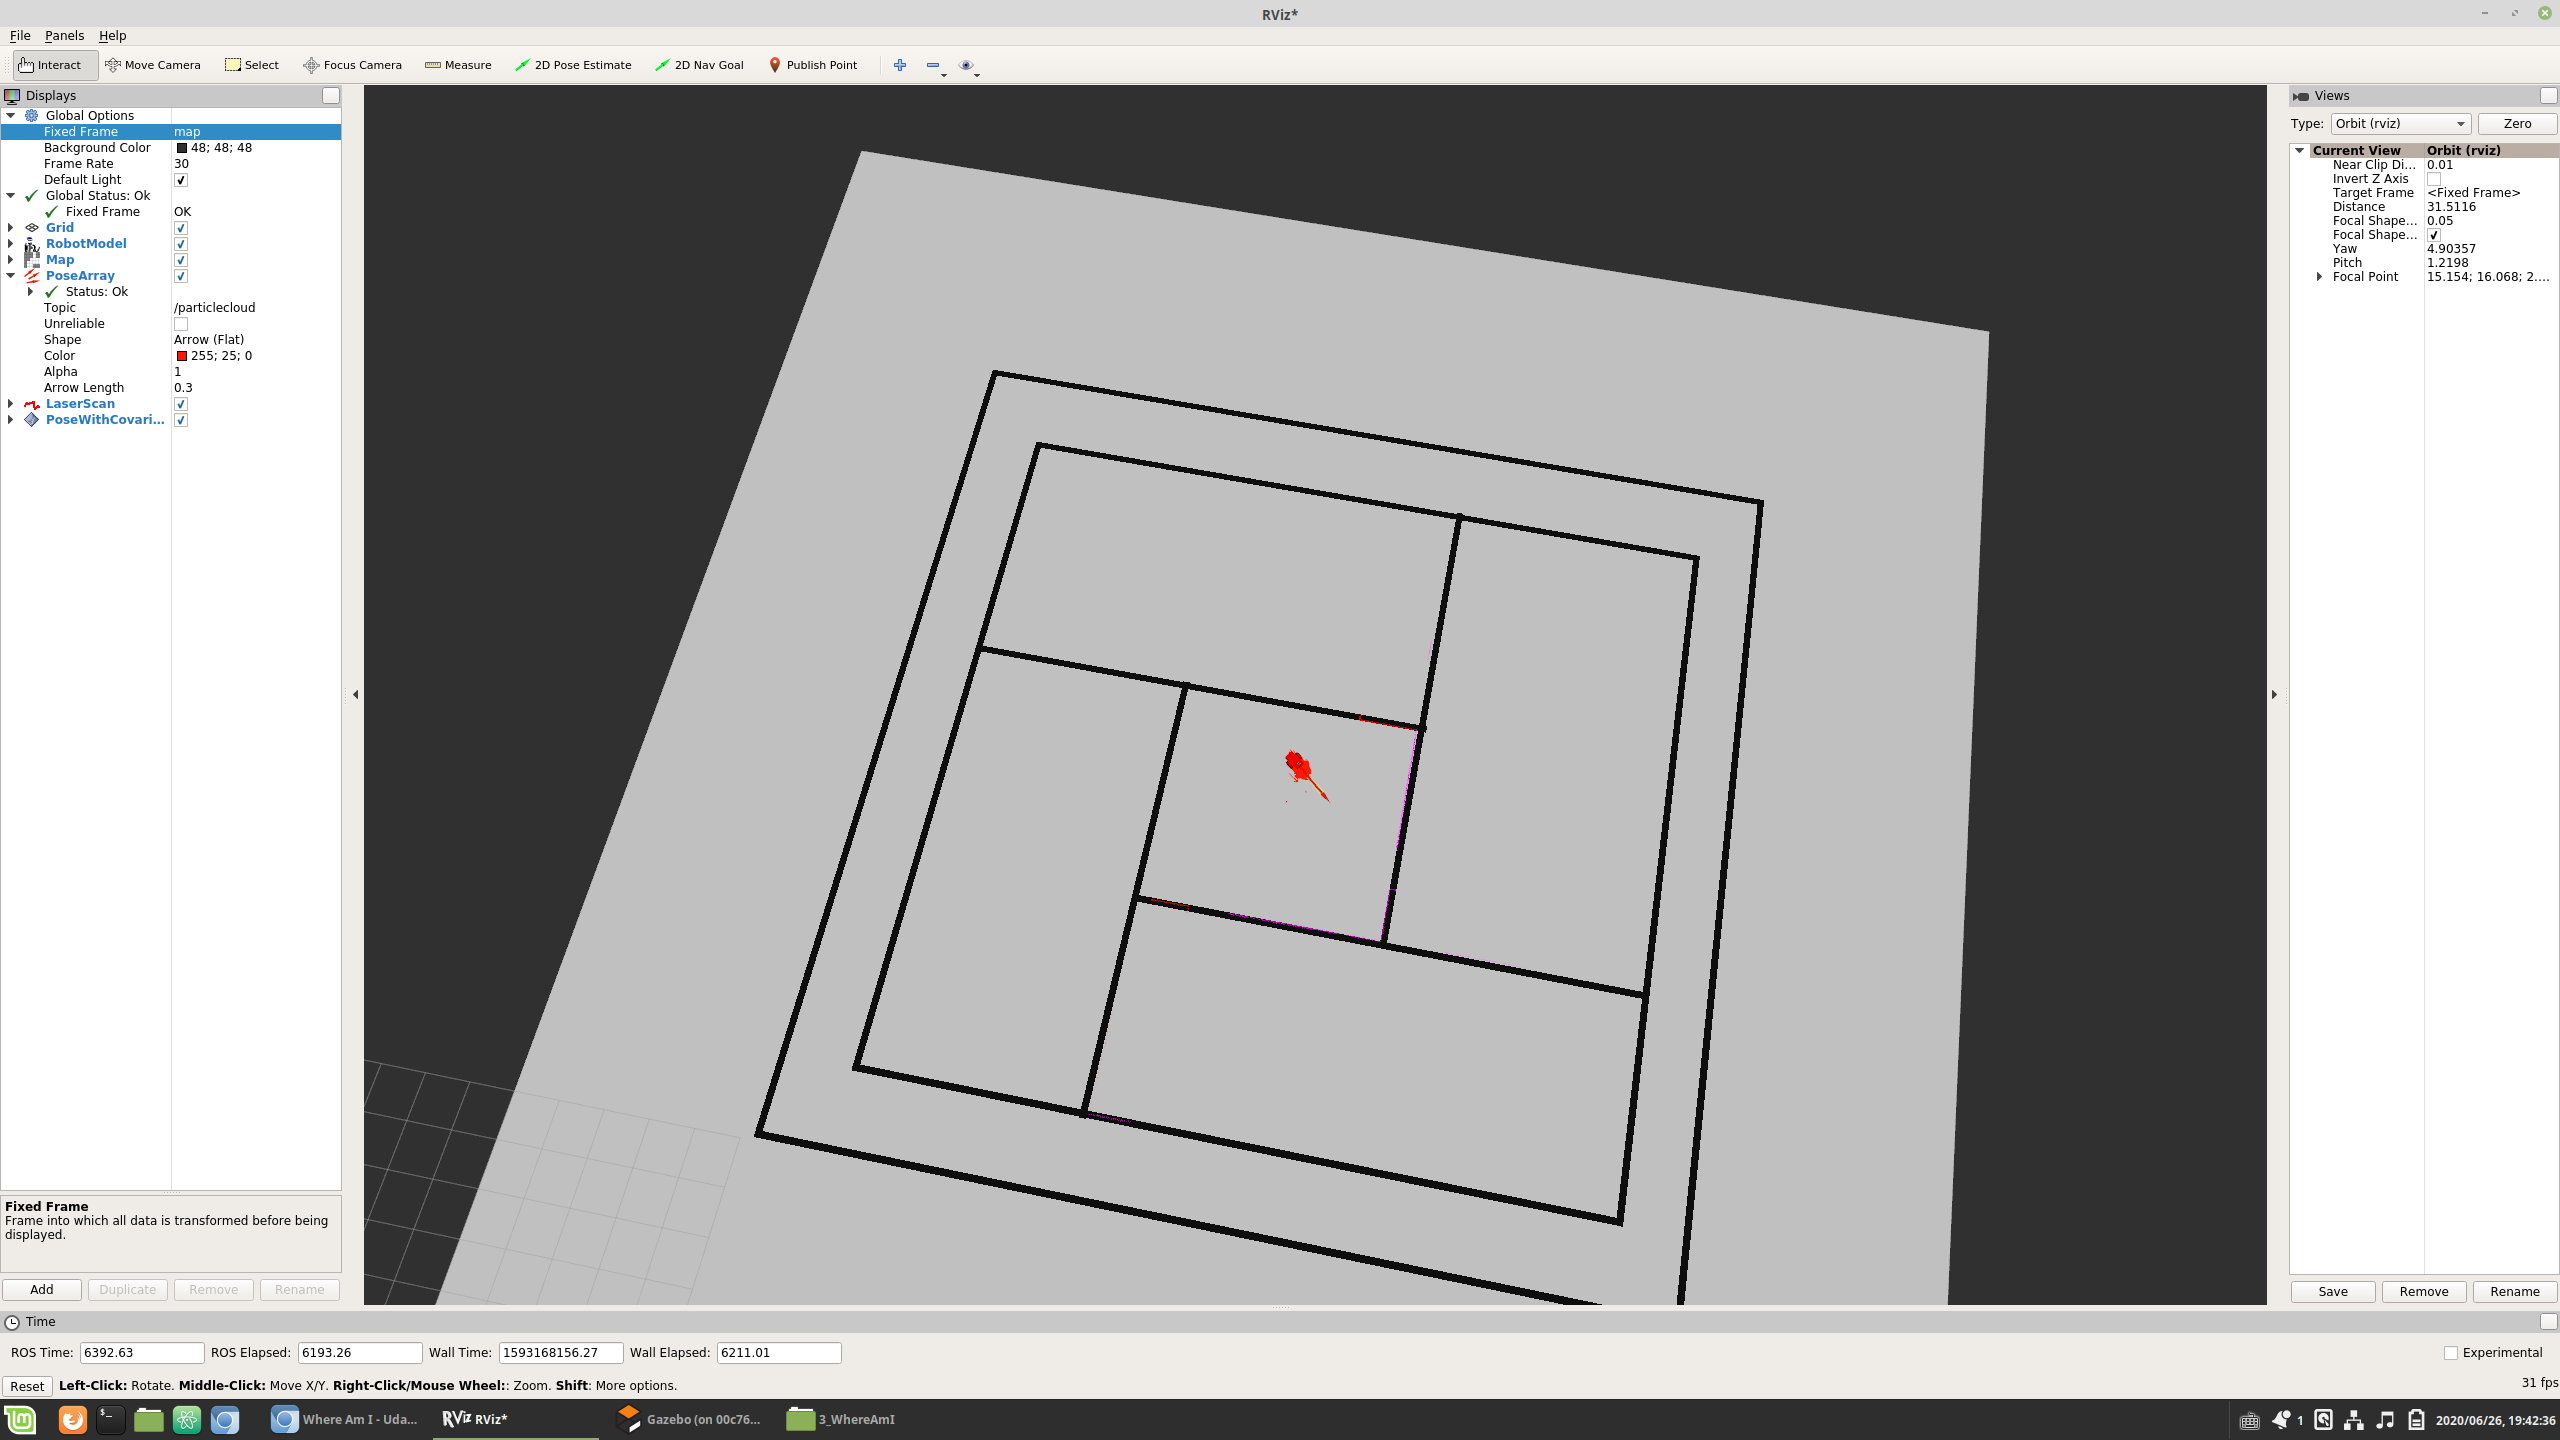 RViz*
File Panels Help
Interact Move Camera Select Focus Camera Measure 2D Pose Estimate 2D Nav Goal Publish Point
Displays
Global Options
Fixed Frame map
Background Color 48; 48; 48
Frame Rate 30
Default Light
Global Status: Ok
Fixed Frame OK
Grid
RobotModel
Map
PoseArray
Status: Ok
Topic /particlecloud
Unreliable
Shape Arrow (Flat)
Color 255; 25; 0
Alpha 1
Arrow Length 0.3
LaserScan
PoseWithCovari...
Fixed Frame
Frame into which all data is transformed before being
displayed.
Add Duplicate Remove Rename
Views
Type: Orbit (rviz) Zero
Current View Orbit (rviz)
Near Clip Di... 0.01
Invert Z Axis
Target Frame <Fixed Frame>
Distance 31.5116
Focal Shape... 0.05
Focal Shape...
Yaw 4.90357
Pitch 1.2198
Focal Point 15.154; 16.068; 2....
Save Remove Rename
Time
ROS Time: 6392.63 ROS Elapsed: 6193.26 Wall Time: 1593168156.27 Wall Elapsed: 6211.01 Experimental
Reset Left-Click: Rotate. Middle-Click: Move X/Y. Right-Click/Mouse Wheel:: Zoom. Shift: More options. 31 fps
Where Am I - Uda... RViz RViz* Gazebo (on 00c76... 3_WhereAmI 1 2020/06/26, 19:42:36